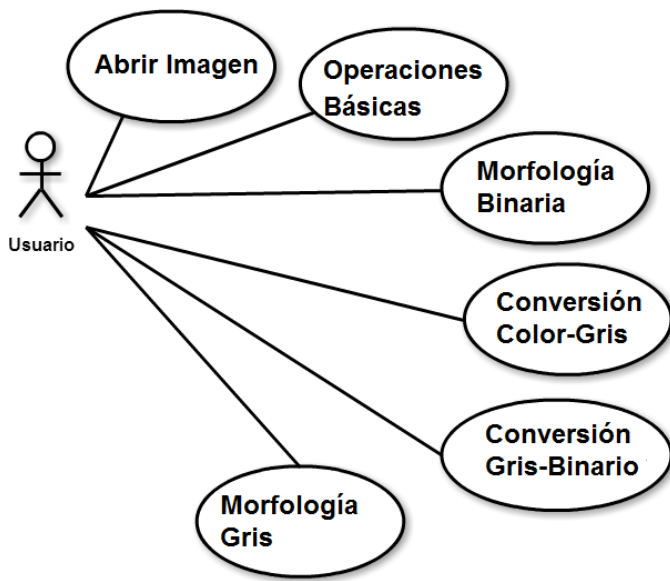 Abrir Imagen
Operaciones
Básicas
Morfología
Binaria
Usuario
Conversión
Color-Gris
Conversión
Gris-Binario
Morfología
Gris